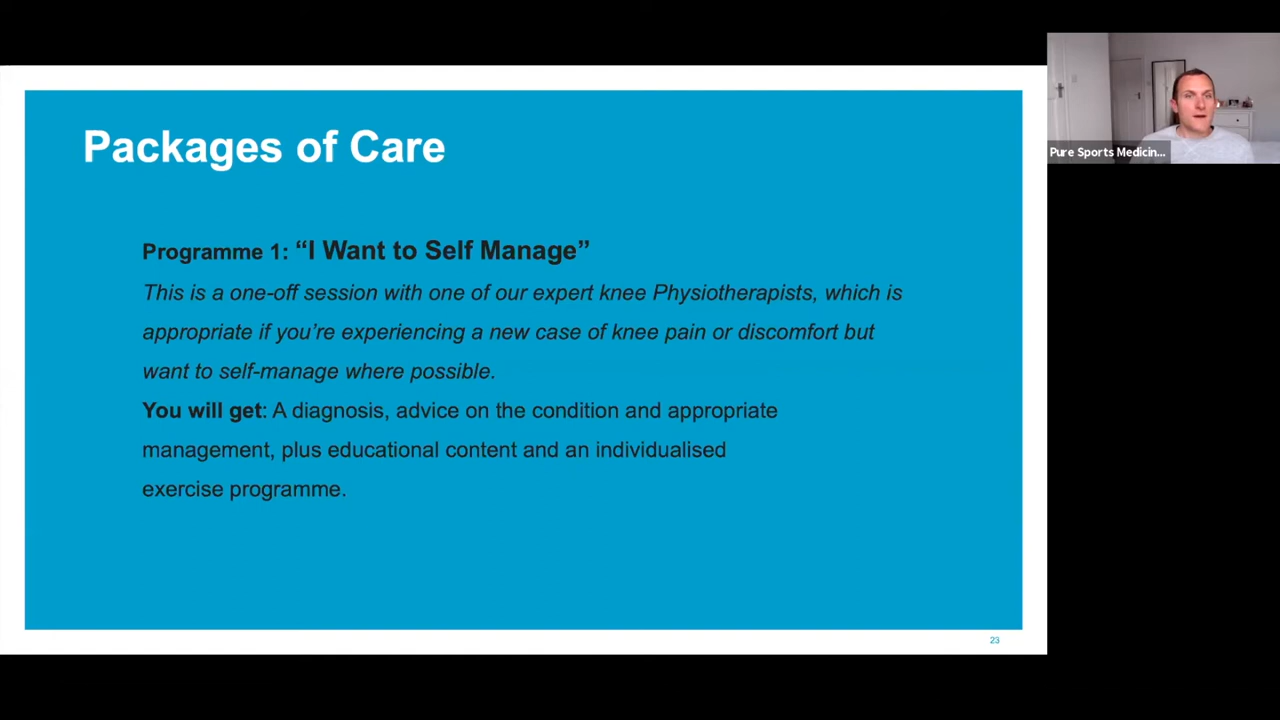 Packages of Care
Programme 1: “I Want to Self Manage”
This is a one-off session with one of our expert knee Physiotherapists, which is
appropriate if you’re experiencing a new case of knee pain or discomfort but
want to self-manage where possible.
You will get: A diagnosis, advice on the condition and appropriate
management, plus educational content and an individualised
exercise programme.
23
Pure Sports Medicin...